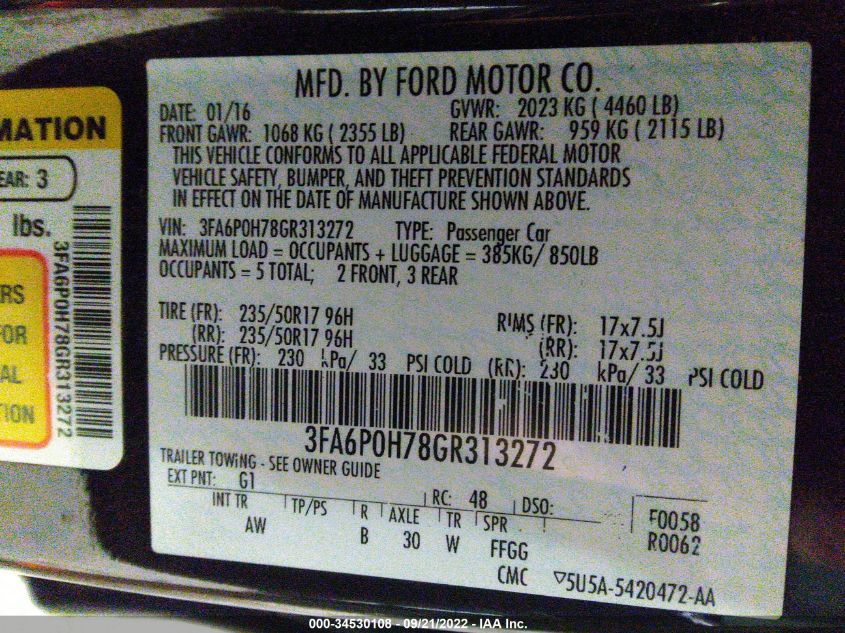 MFD. BY FORD MOTOR CO.
DATE: 01/16 GVWR: 2023 KG ( 4460 LB)
FRONT GAWR: 1068 KG ( 2355 LB) REAR GAWR: 959 KG ( 2115 LB)
THIS VEHICLE CONFORMS TO ALL APPLICABLE FEDERAL MOTOR
VEHICLE SAFETY, BUMPER, AND THEFT PREVENTION STANDARDS
IN EFFECT ON THE DATE OF MANUFACTURE SHOWN ABOVE.
VIN: 3FA6P0H78GR313272 TYPE: Passenger Car
MAXIMUM LOAD = OCCUPANTS + LUGGAGE = 385KG/ 850LB
OCCUPANTS = 5 TOTAL; 2 FRONT, 3 REAR
TIRE (FR): 235/50R17 96H RIMS (FR): 17x7.5J
(RR): 235/50R17 96H (RR): 17x7.5J
PRESSURE (FR): 230 kPa/ 33 PSI COLD (RR): 230 kPa/ 33 PSI COLD
3FA6P0H78GR313272
TRAILER TOWING - SEE OWNER GUIDE
EXT PNT: G1 RC: 48 DSO: F0058
INT TR TP/PS R AXLE TR SPR R0062
AW B 30 W FFGG
CMC ▽5U5A-5420472-AA
MATION
EAR: 3
lbs.
RS
FOR
AL
TION
3FA6P0H78GR313272
000-34530108 - 09/21/2022 - IAA Inc.